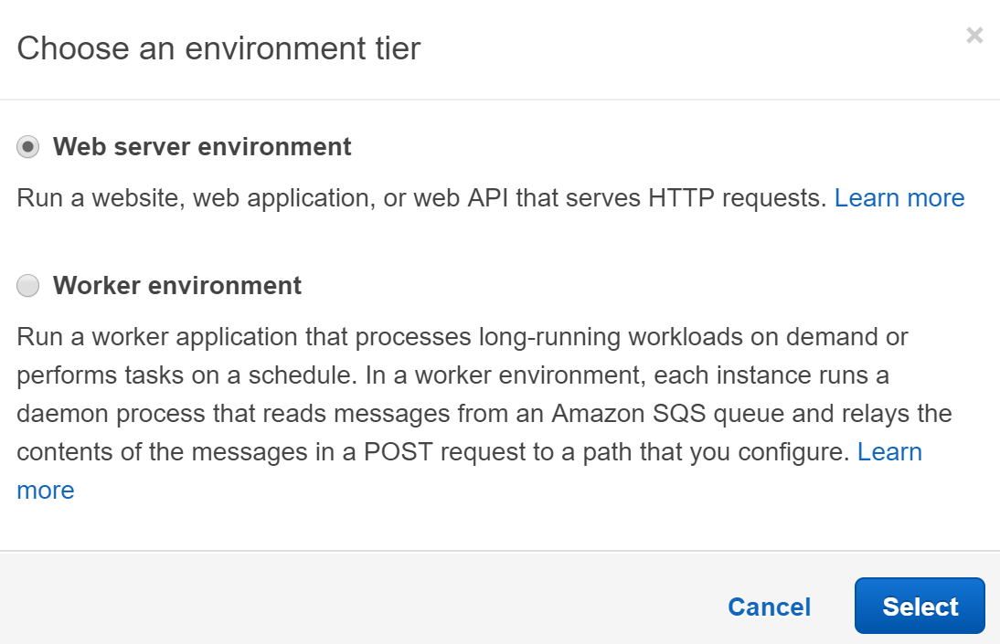 Choose an environment tier
×
Web server environment
Run a website, web application, or web API that serves HTTP requests. Learn more
Worker environment
Run a worker application that processes long-running workloads on demand or
performs tasks on a schedule. In a worker environment, each instance runs a
daemon process that reads messages from an Amazon SQS queue and relays the
contents of the messages in a POST request to a path that you configure. Learn
more
Cancel Select